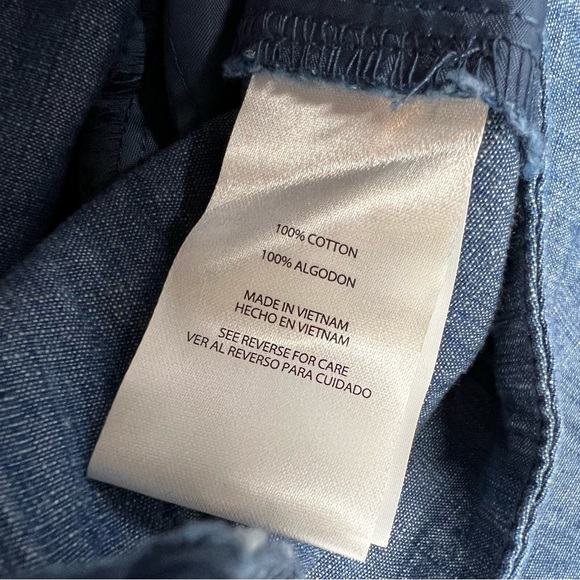 100% COTTON
100% ALGODON
MADE IN VIETNAM
HECHO EN VIETNAM
SEE REVERSE FOR CARE
VER AL REVERSO PARA CUIDADO